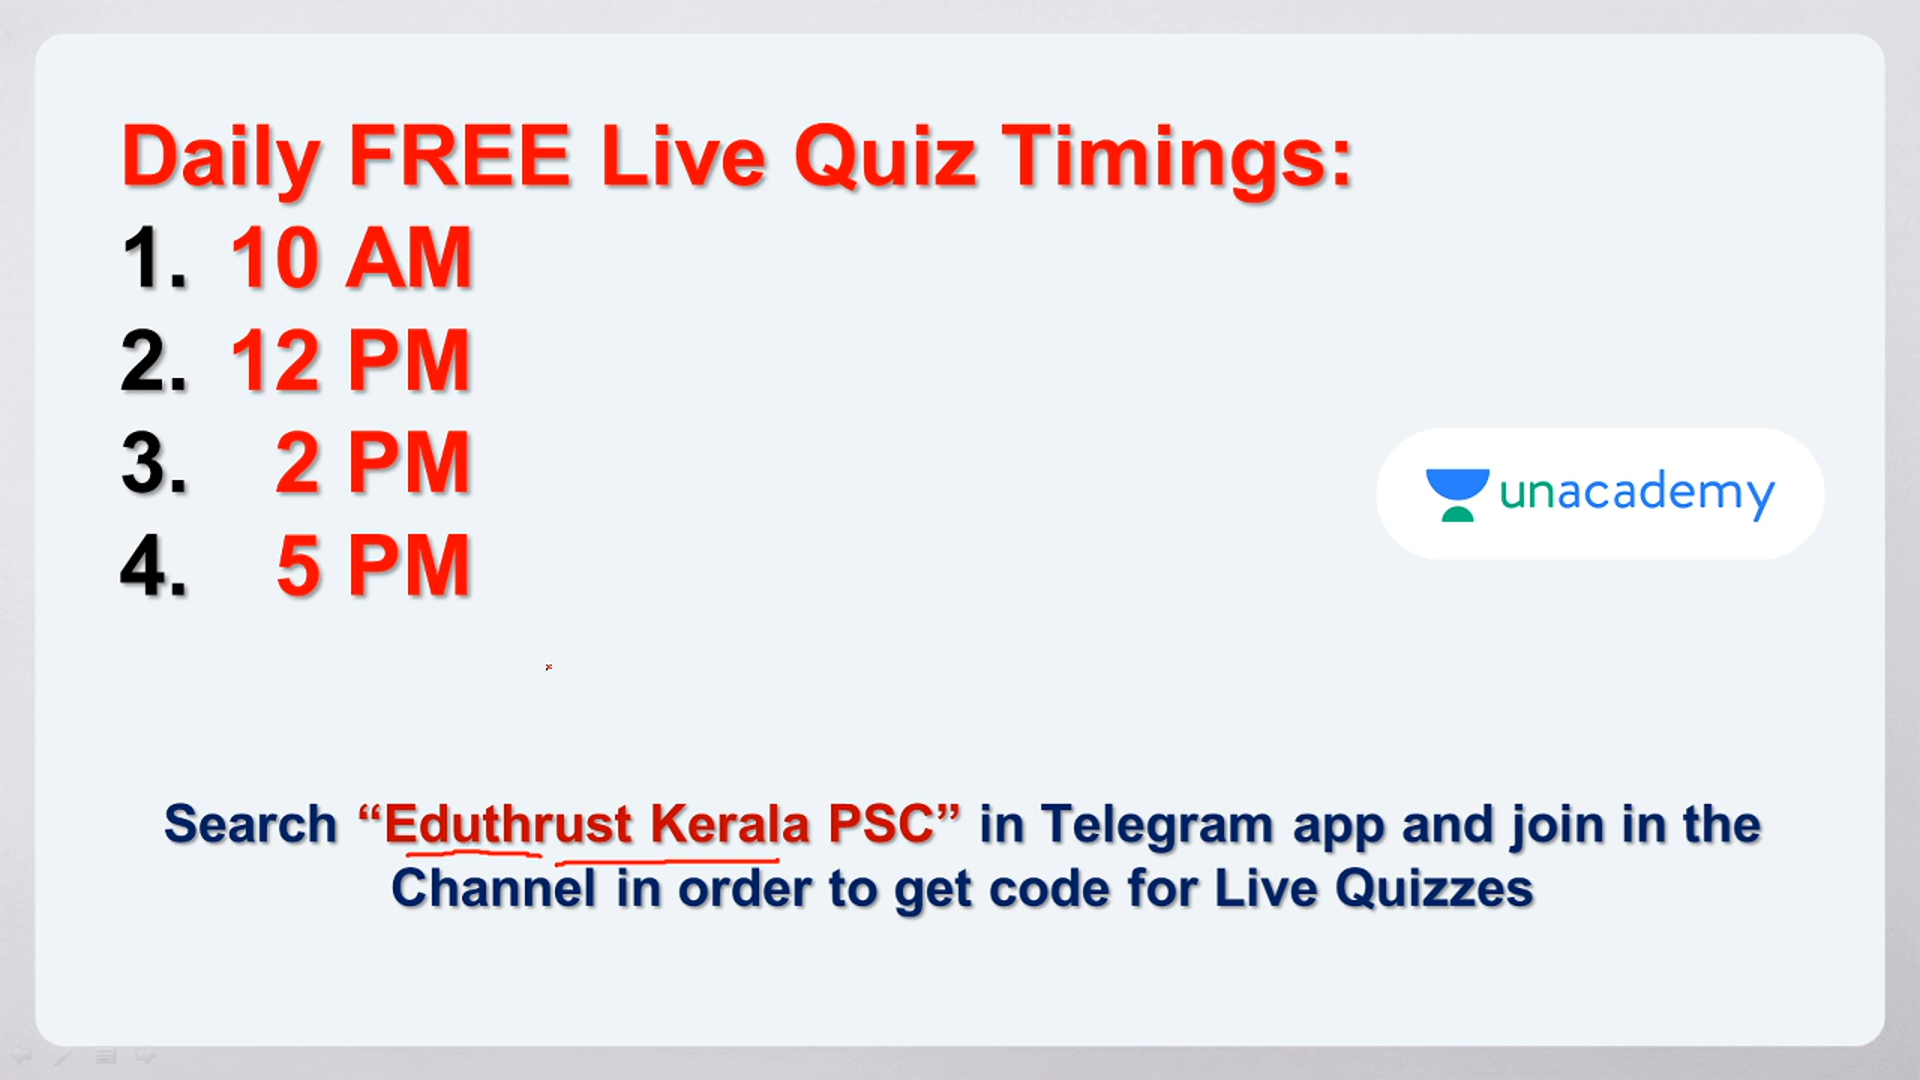 Daily FREE Live Quiz Timings:
1. 10 AM
2. 12 PM
3. 2 PM
4. 5 PM
unacademy
Search “Eduthrust Kerala PSC” in Telegram app and join in the
Channel in order to get code for Live Quizzes